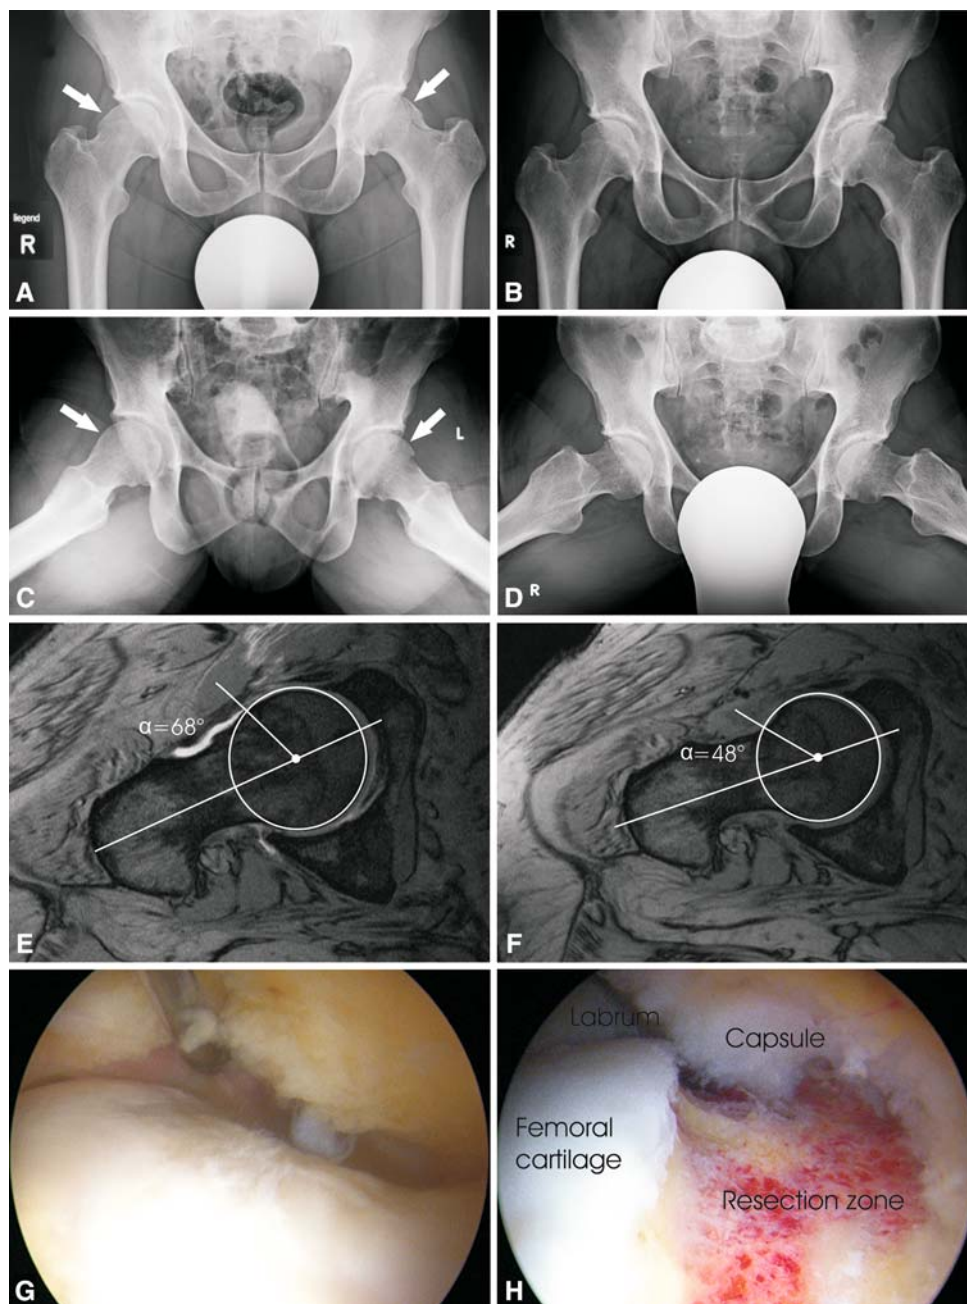 liegend
R
A
R
B
L
C
R
D
α=68°
E
α=48°
F
G
Labrum
Capsule
Femoral
cartilage
Resection zone
H